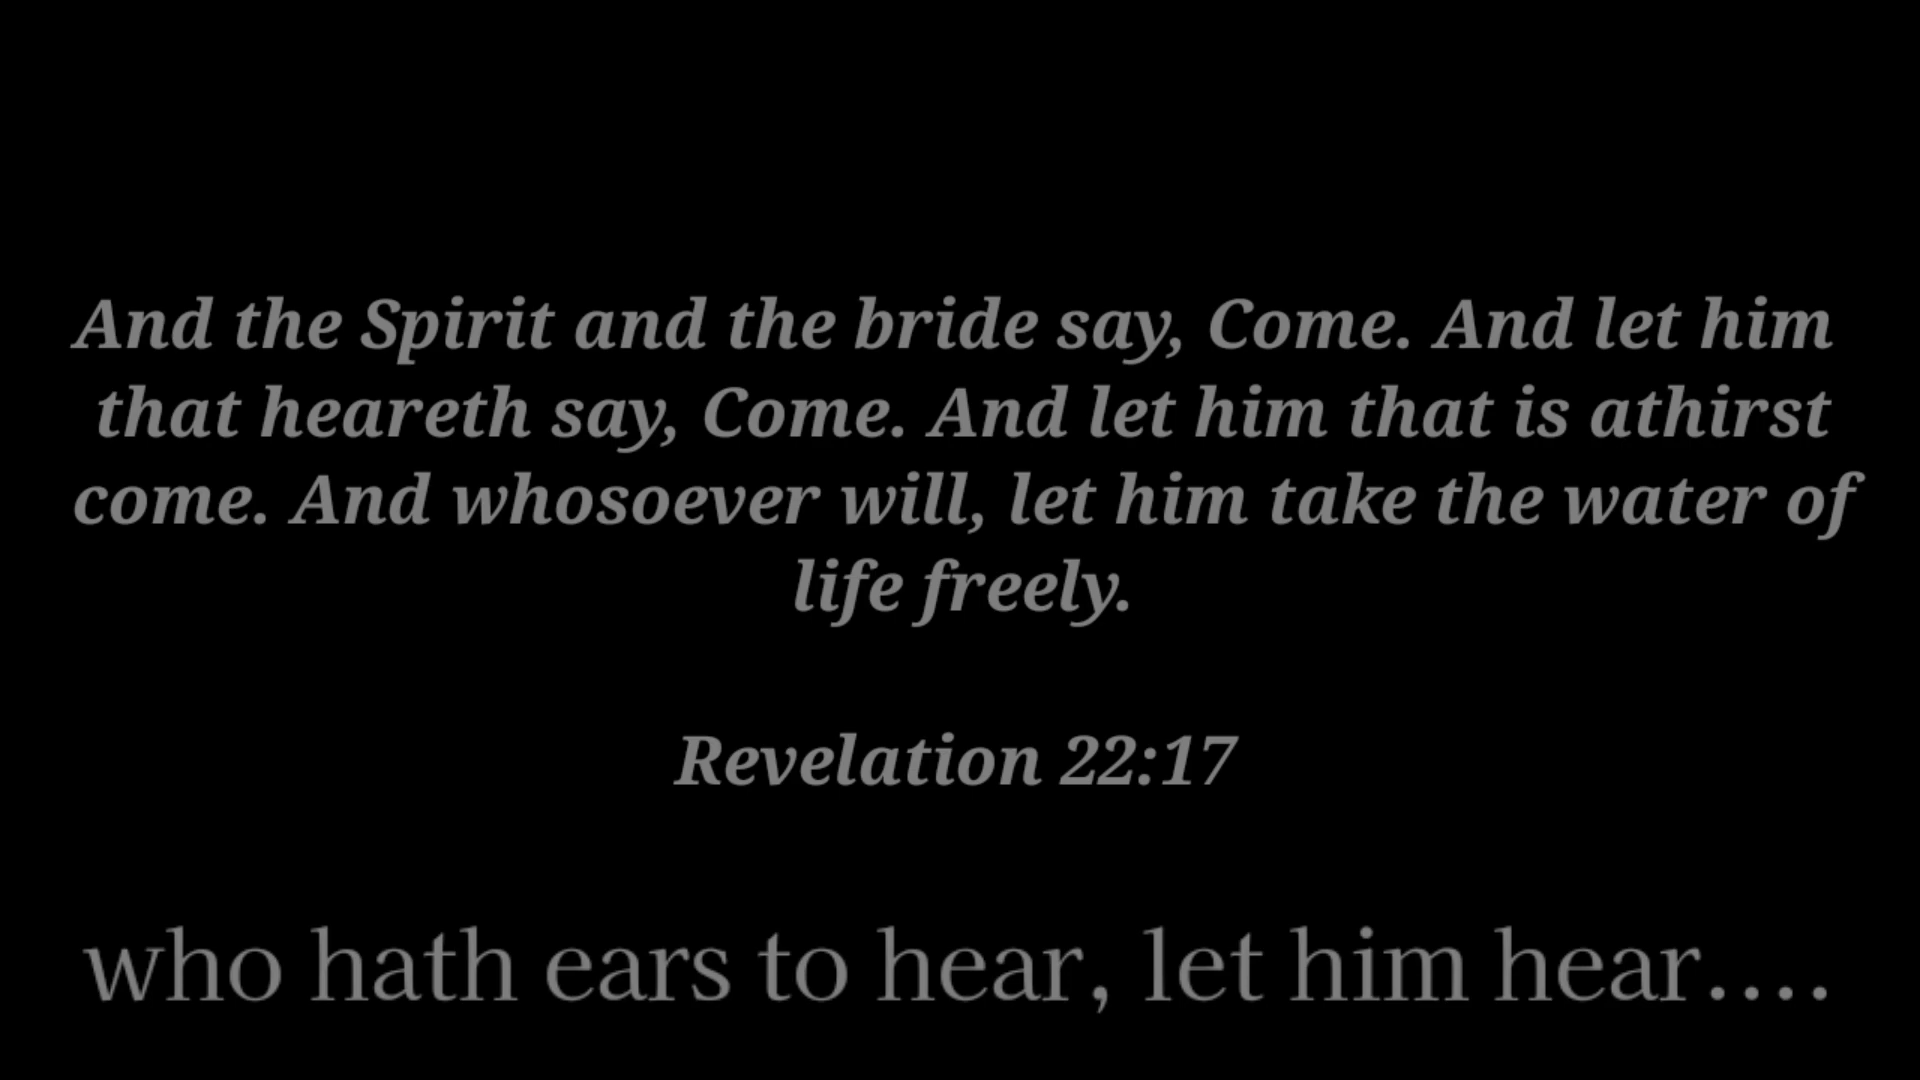 And the Spirit and the bride say, Come. And let him
that heareth say, Come. And let him that is athirst
come. And whosoever will, let him take the water of
life freely.
Revelation 22:17
who hath ears to hear, let him hear....